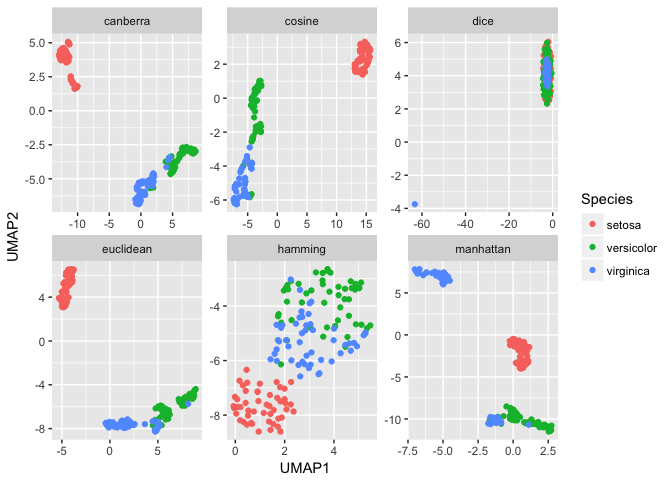 canberra cosine dice
5.0
2.5
0.0
-2.5
-5.0
-10 -5 0 5
2
0
-2
-4
-6
-5 0 5 10 15
6
4
2
0
-2
-4
-60 -40 -20 0
UMAP2
euclidean hamming manhattan
4
0
-4
-8
-5 0 5
-4
-6
-8
0 2 4
5
0
-5
-10
-7.5 -5.0 -2.5 0.0 2.5
UMAP1
Species
setosa
versicolor
virginica